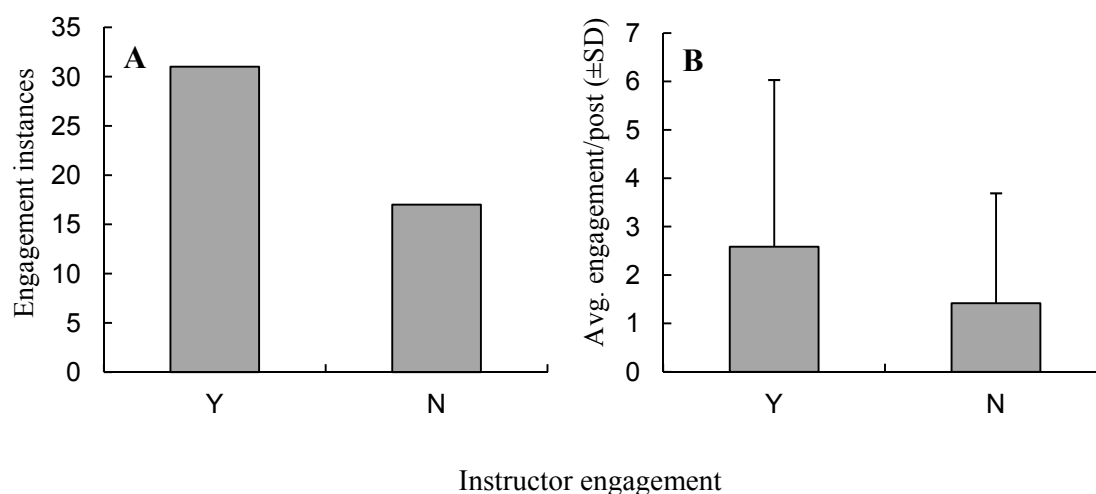 A
Engagement instances
35
30
25
20
15
10
5
0
Y N
B
Avg. engagement/post (±SD)
7
6
5
4
3
2
1
0
Y N
Instructor engagement